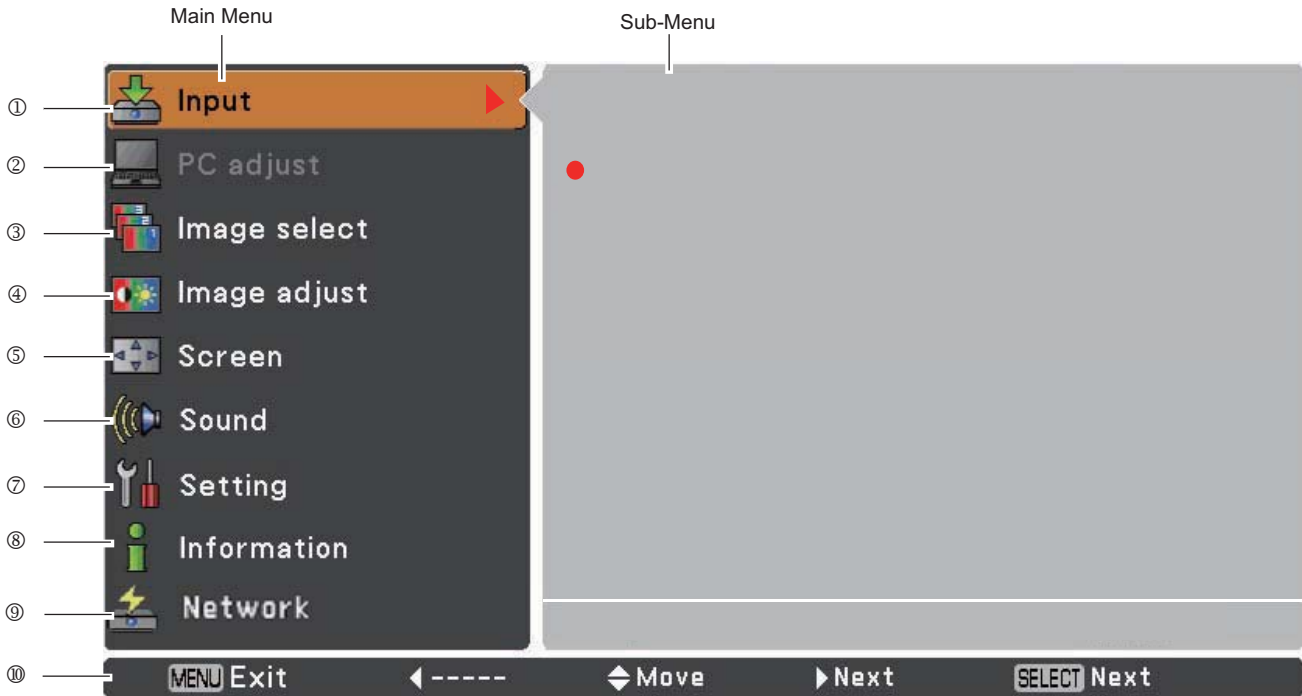 Main Menu
Sub-Menu
① Input
② PC adjust
③ Image select
④ Image adjust
⑤ Screen
⑥ Sound
⑦ Setting
⑧ Information
⑨ Network
⑩ MENU Exit ----- Move Next SELECT Next